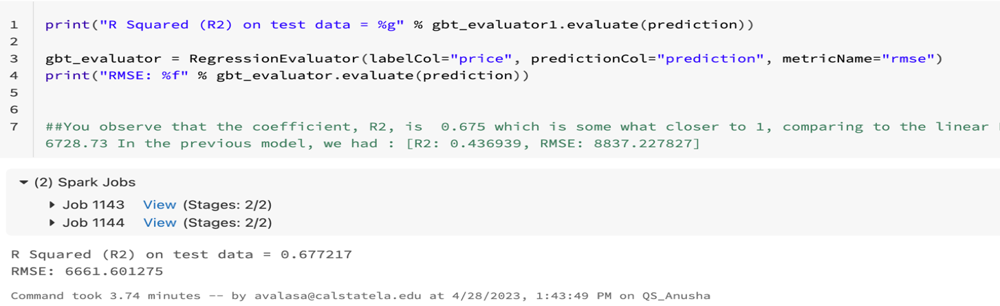 1 print("R Squared (R2) on test data = %g" % gbt_evaluator1.evaluate(prediction))
2
3 gbt_evaluator = RegressionEvaluator(labelCol="price", predictionCol="prediction", metricName="rmse")
4 print("RMSE: %f" % gbt_evaluator.evaluate(prediction))
5
6
7 ##You observe that the coefficient, R2, is  0.675 which is some what closer to 1, comparing to the linear
6728.73 In the previous model, we had : [R2: 0.436939, RMSE: 8837.227827]
(2) Spark Jobs
Job 1143 View (Stages: 2/2)
Job 1144 View (Stages: 2/2)
R Squared (R2) on test data = 0.677217
RMSE: 6661.601275
Command took 3.74 minutes -- by avalasa@calstatela.edu at 4/28/2023, 1:43:49 PM on QS_Anusha